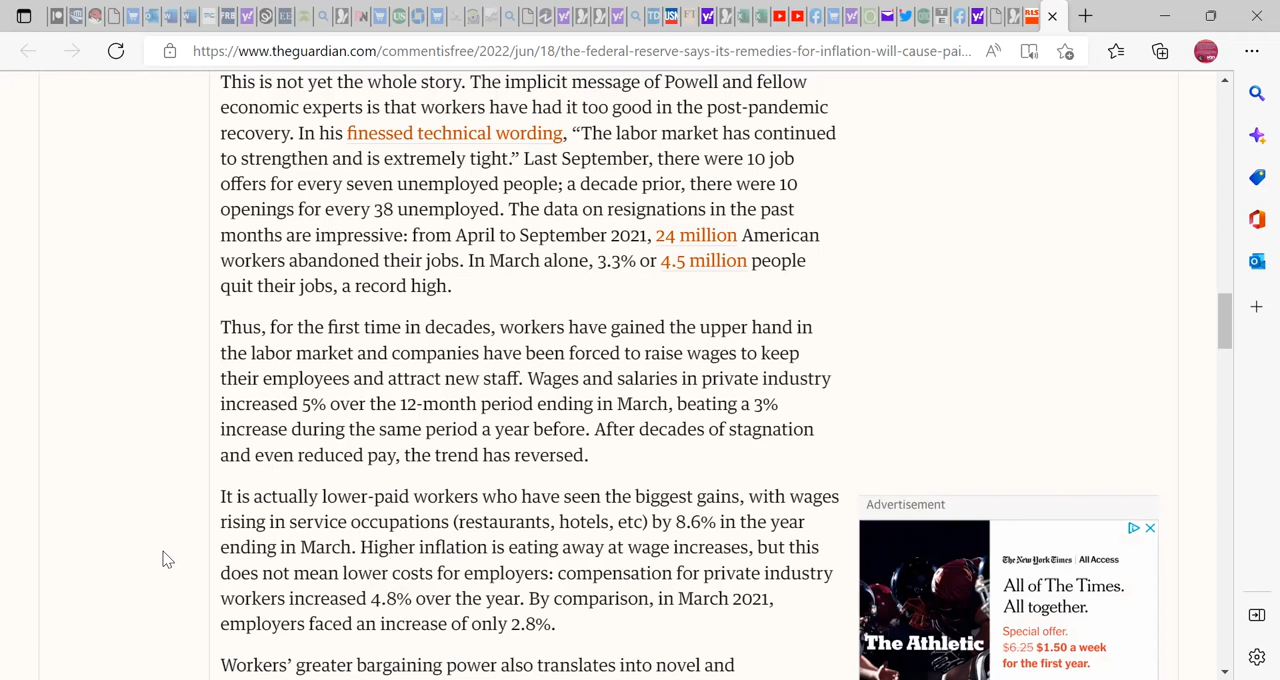 https://www.theguardian.com/commentisfree/2022/jun/18/the-federal-reserve-says-its-remedies-for-inflation-will-cause-pai...
This is not yet the whole story. The implicit message of Powell and fellow
economic experts is that workers have had it too good in the post-pandemic
recovery. In his finessed technical wording, “The labor market has continued
to strengthen and is extremely tight.” Last September, there were 10 job
offers for every seven unemployed people; a decade prior, there were 10
openings for every 38 unemployed. The data on resignations in the past
months are impressive: from April to September 2021, 24 million American
workers abandoned their jobs. In March alone, 3.3% or 4.5 million people
quit their jobs, a record high.
Thus, for the first time in decades, workers have gained the upper hand in
the labor market and companies have been forced to raise wages to keep
their employees and attract new staff. Wages and salaries in private industry
increased 5% over the 12-month period ending in March, beating a 3%
increase during the same period a year before. After decades of stagnation
and even reduced pay, the trend has reversed.
It is actually lower-paid workers who have seen the biggest gains, with wages
rising in service occupations (restaurants, hotels, etc) by 8.6% in the year
ending in March. Higher inflation is eating away at wage increases, but this
does not mean lower costs for employers: compensation for private industry
workers increased 4.8% over the year. By comparison, in March 2021,
employers faced an increase of only 2.8%.
Workers’ greater bargaining power also translates into novel and
Advertisement
The Athletic
The New York Times | All Access
All of The Times.
All together.
Special offer.
$6.25 $1.50 a week
for the first year.